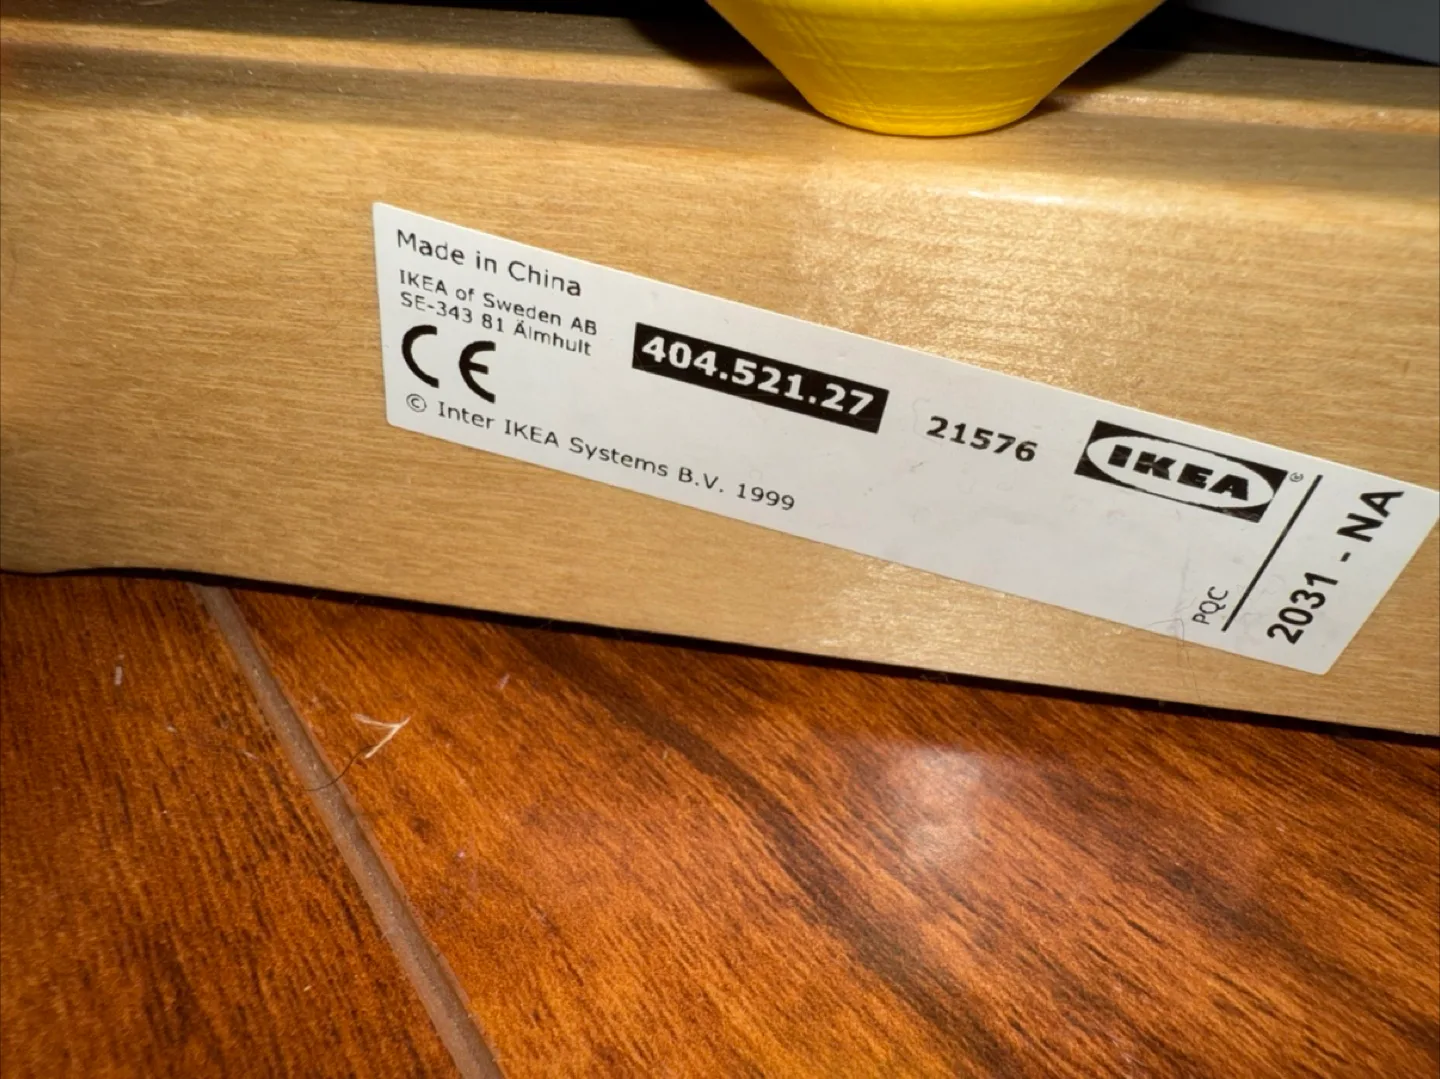 Made in China
IKEA of Sweden AB
SE-343 81 Älmhult
CE
© Inter IKEA Systems B.V. 1999
404.521.27
21576
IKEA®
PQC
2031 - NA